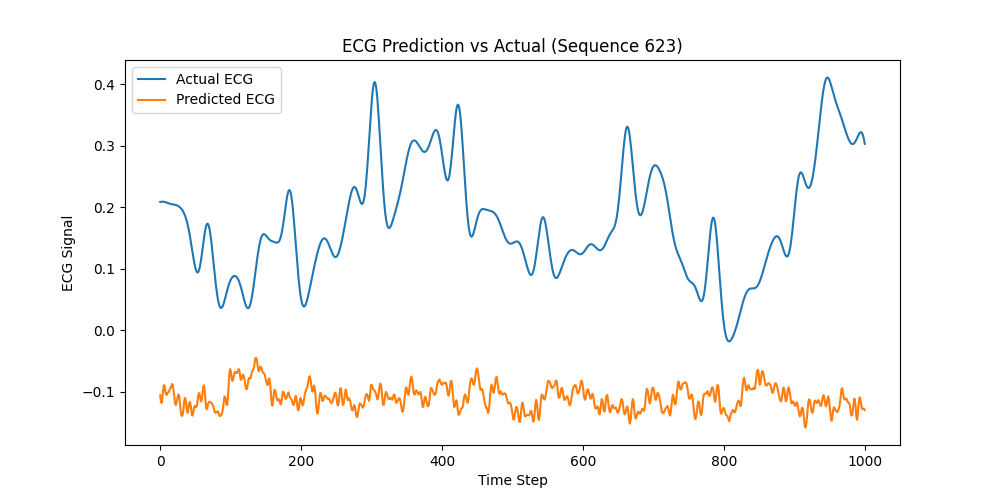 ECG Prediction vs Actual (Sequence 623)
Actual ECG
Predicted ECG
0.4
0.3
0.2
0.1
0.0
−0.1
ECG Signal
0 200 400 600 800 1000
Time Step